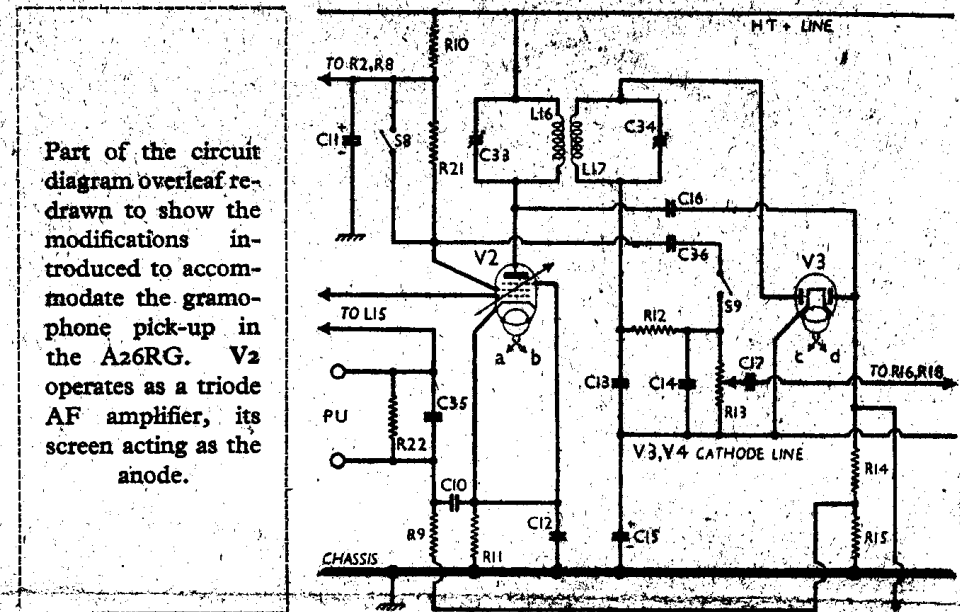 Part of the circuit
diagram overleaf re-
drawn to show the
modifications in-
troduced to accom-
modate the gramo-
phone pick-up in
the A26RG. V2
operates as a triode
AF amplifier, its
screen acting as the
anode.
HT + LINE
R10
TO R2,R8
C11
+
-
S8
R21
C33
L16
L17
C34
C16
C36
V2
V3
S9
a
b
c
d
TO L15
R12
C17
TO R16,R18
C13
C14
R13
PU
R22
C35
V3,V4 CATHODE LINE
R14
C10
R9
R11
C12
+
C15
-
R15
CHASSIS